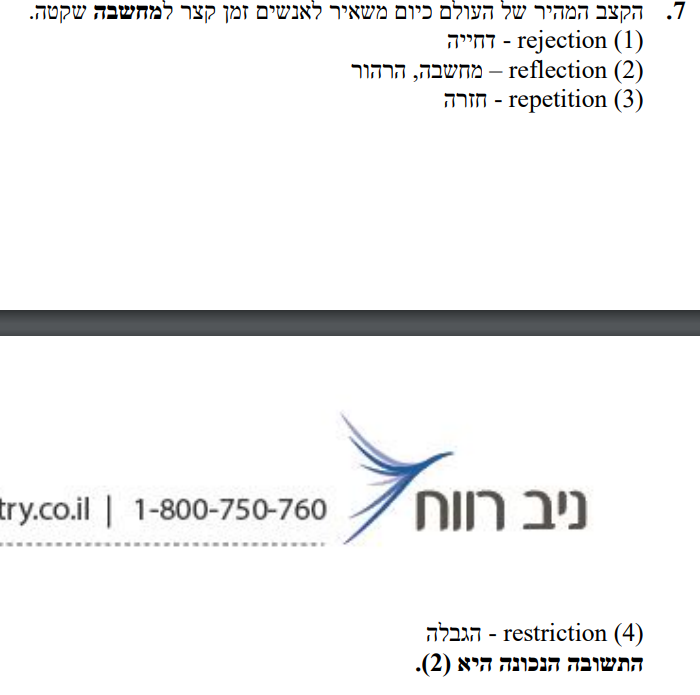 7. הקצב המהיר של העולם כיום משאיר לאנשים זמן קצר למחשבה שקטה.
(1) rejection - דחייה
(2) reflection – מחשבה, הרהור
(3) repetition - חזרה
ניב רווח
try.co.il | 1-800-750-760
(4) restriction - הגבלה
התשובה הנכונה היא (2).